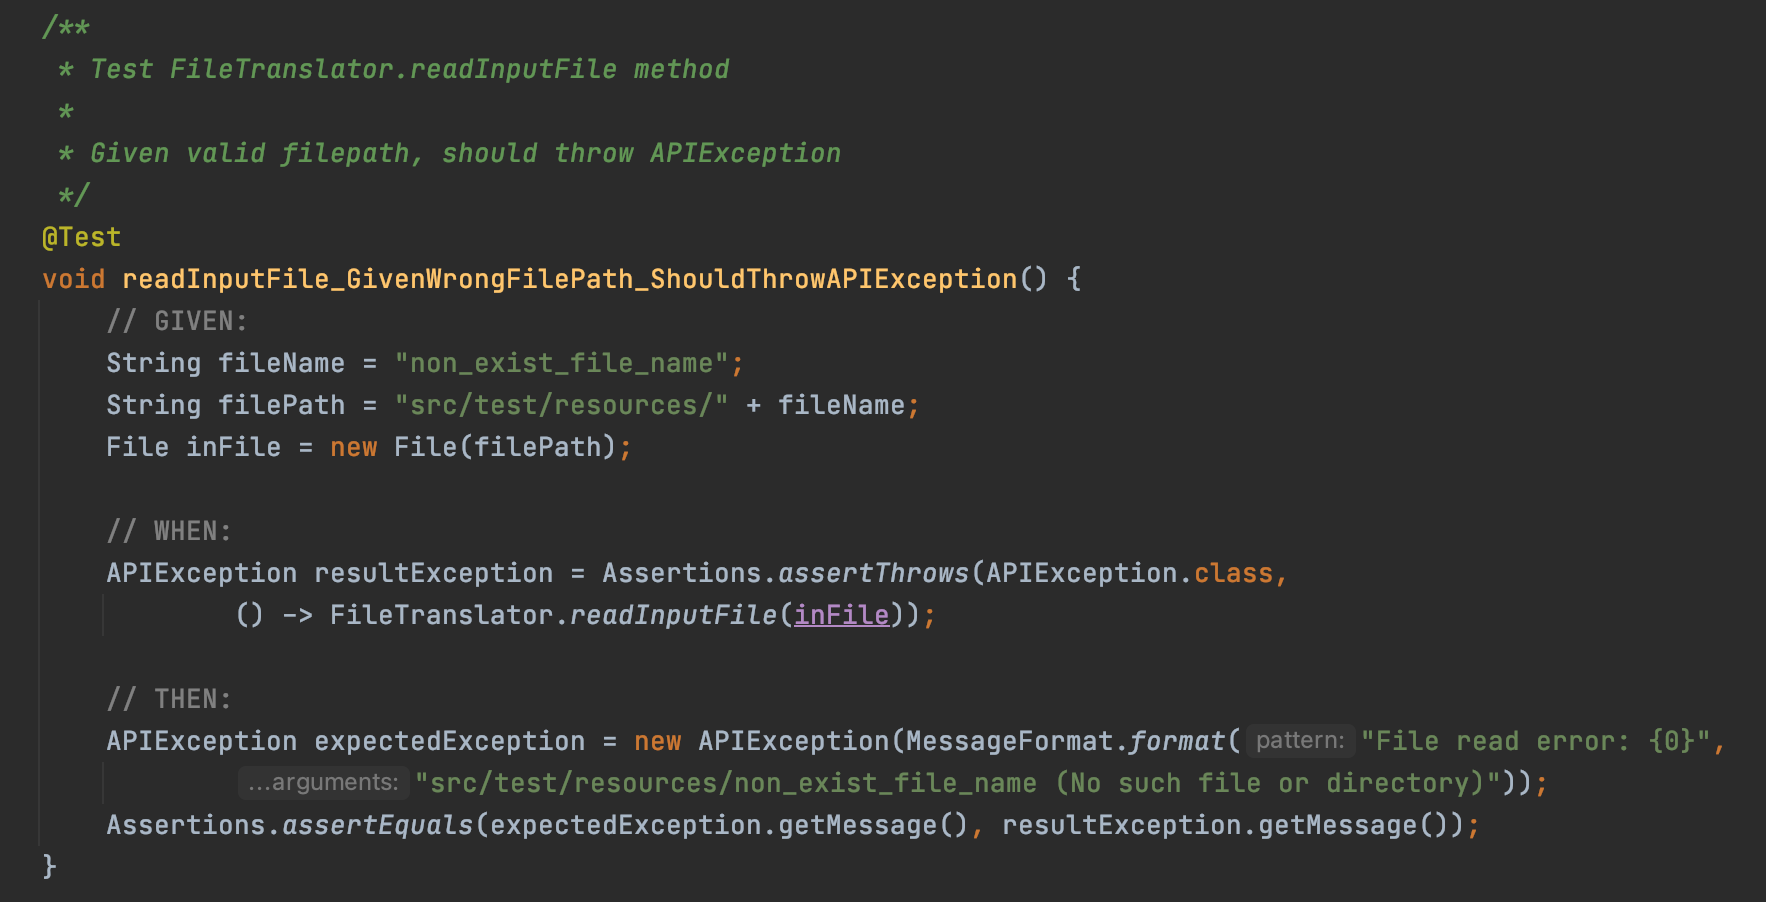 /**
 * Test FileTranslator.readInputFile method
 *
 * Given valid filepath, should throw APIException
 */
@Test
void readInputFile_GivenWrongFilePath_ShouldThrowAPIException() {
    // GIVEN:
    String fileName = "non_exist_file_name";
    String filePath = "src/test/resources/" + fileName;
    File inFile = new File(filePath);

    // WHEN:
    APIException resultException = Assertions.assertThrows(APIException.class,
            () -> FileTranslator.readInputFile(inFile));

    // THEN:
    APIException expectedException = new APIException(MessageFormat.format( pattern: "File read error: {0}",
            ...arguments: "src/test/resources/non_exist_file_name (No such file or directory)"));
    Assertions.assertEquals(expectedException.getMessage(), resultException.getMessage());
}